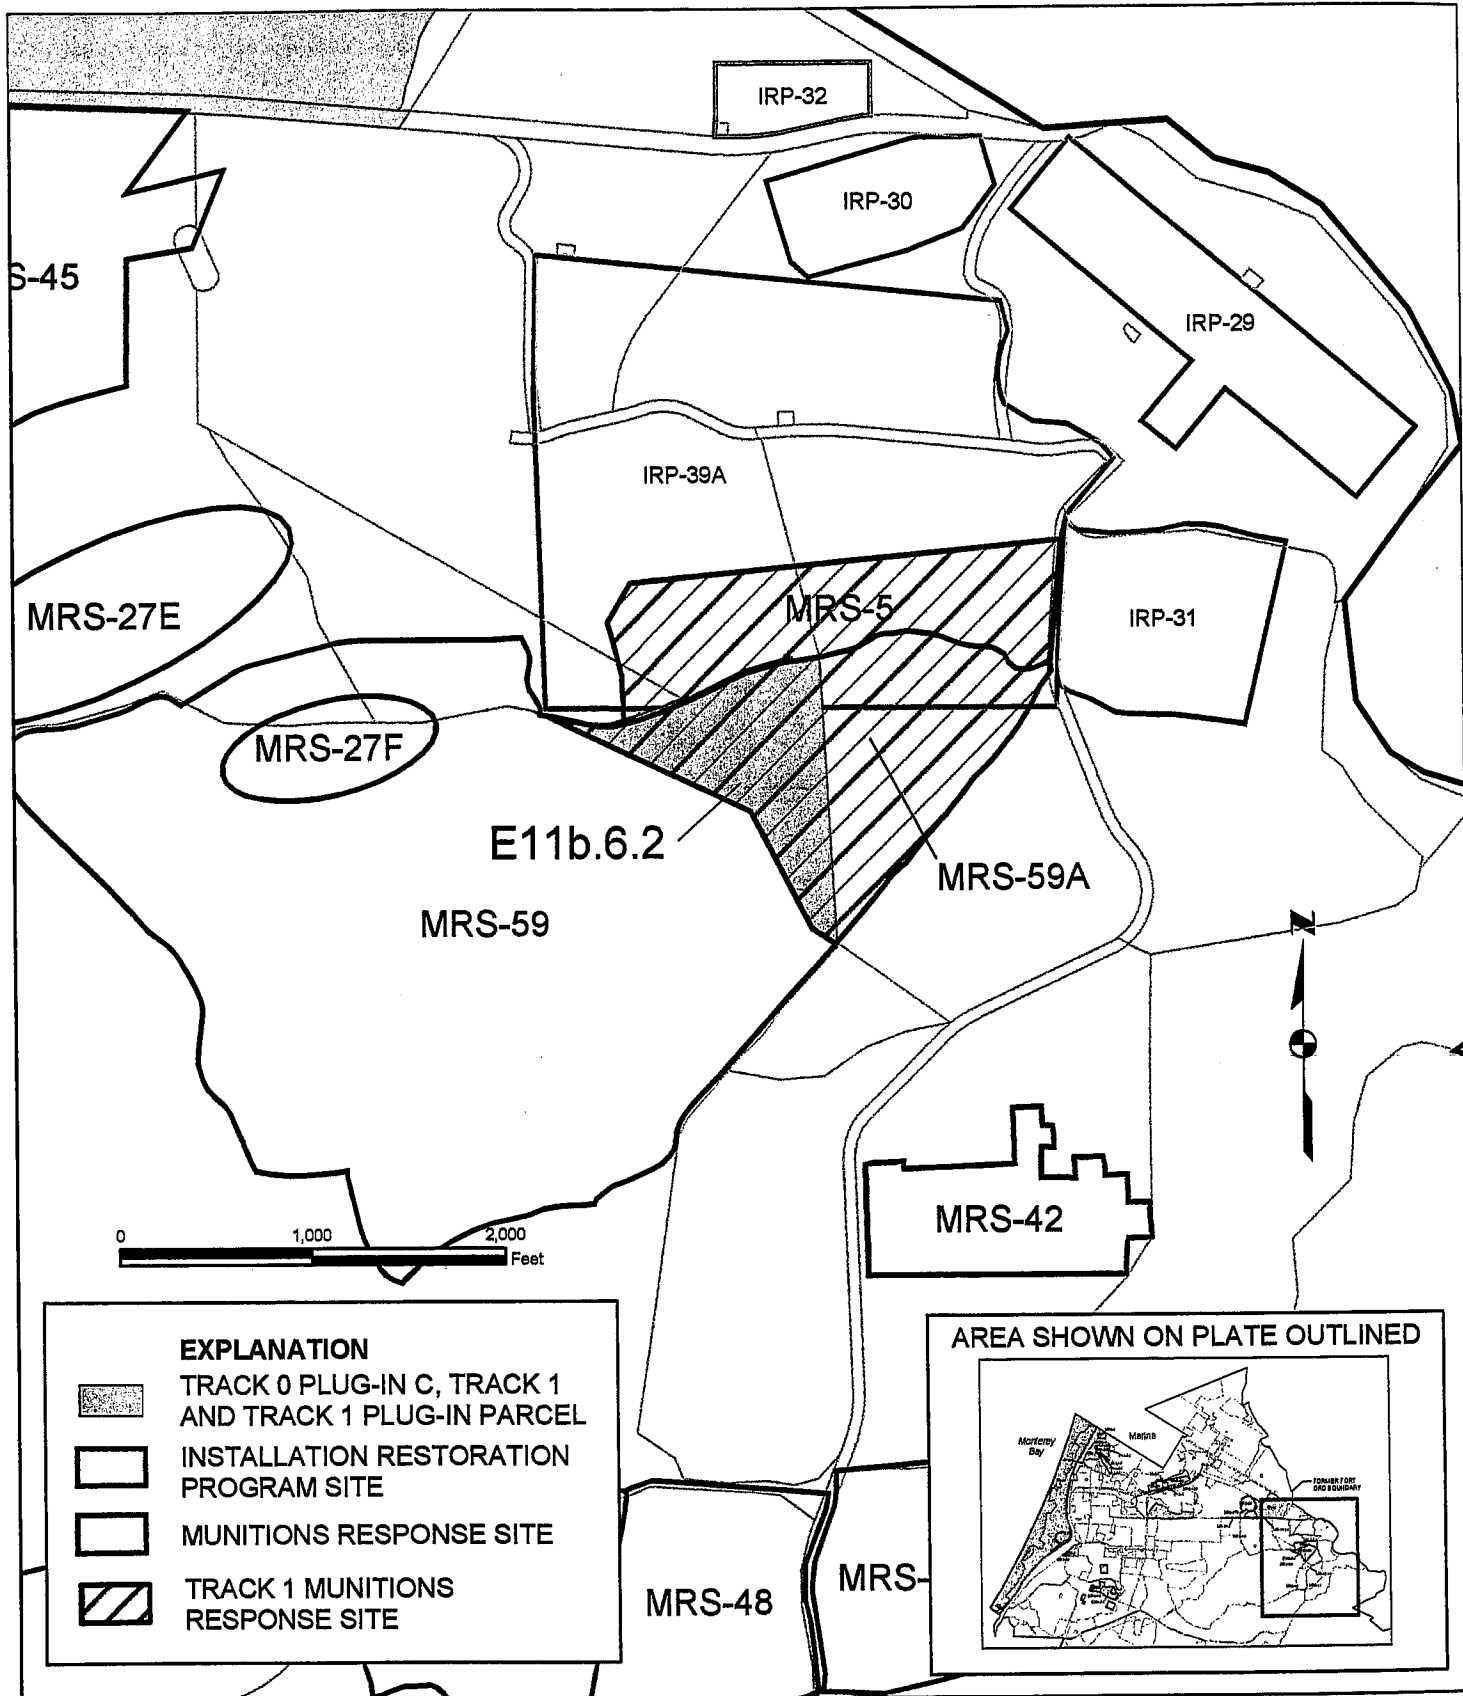 IRP-32
IRP-30
S-45
IRP-29
IRP-39A
MRS-5
MRS-27E
IRP-31
MRS-27F
E11b.6.2
MRS-59A
MRS-59
N
MRS-42
0 1,000 2,000
Feet
EXPLANATION
TRACK 0 PLUG-IN C, TRACK 1
AND TRACK 1 PLUG-IN PARCEL
INSTALLATION RESTORATION
PROGRAM SITE
MUNITIONS RESPONSE SITE
TRACK 1 MUNITIONS
RESPONSE SITE
MRS-48
MRS-
AREA SHOWN ON PLATE OUTLINED
Monterey
Bay
Marina
FORMER FORT
ORD BOUNDARY